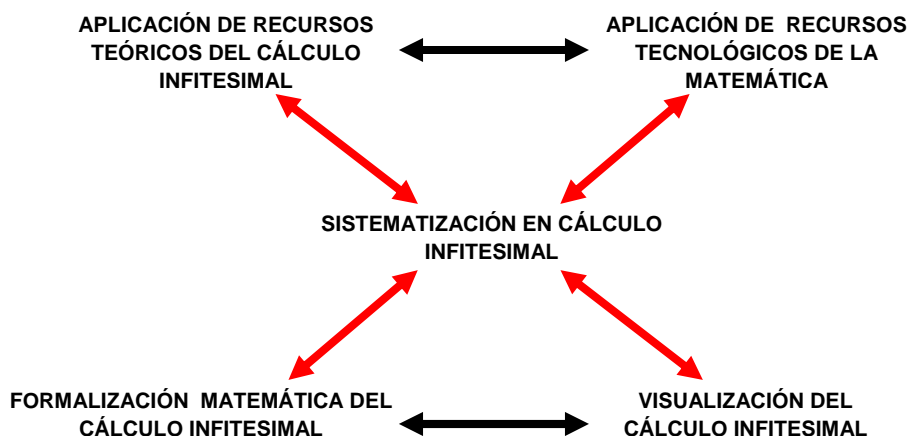 APLICACIÓN DE RECURSOS
TEÓRICOS DEL CÁLCULO
INFITESIMAL
APLICACIÓN DE RECURSOS
TECNOLÓGICOS DE LA
MATEMÁTICA
SISTEMATIZACIÓN EN CÁLCULO
INFITESIMAL
FORMALIZACIÓN MATEMÁTICA DEL
CÁLCULO INFITESIMAL
VISUALIZACIÓN DEL
CÁLCULO INFITESIMAL